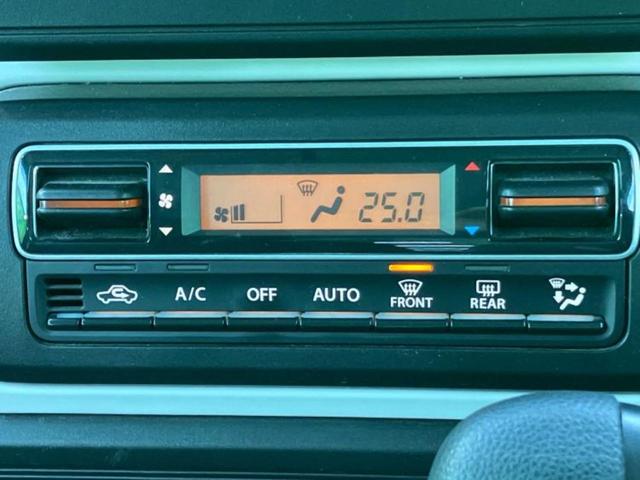 25.0
A/C OFF AUTO FRONT REAR